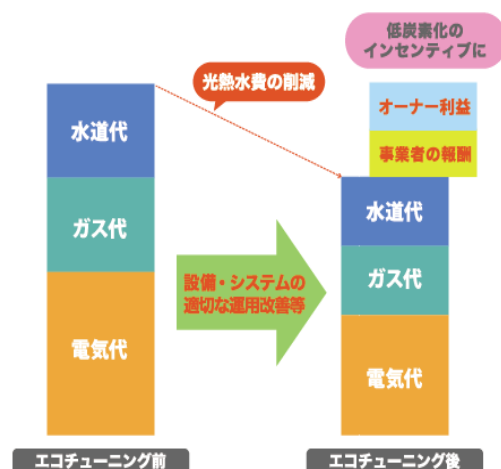 低炭素化の
インセンティブに
光熱水費の削減
オーナー利益
事業者の報酬
水道代
ガス代
電気代
設備・システムの
適切な運用改善等
水道代
ガス代
電気代
エコチューニング前
エコチューニング後